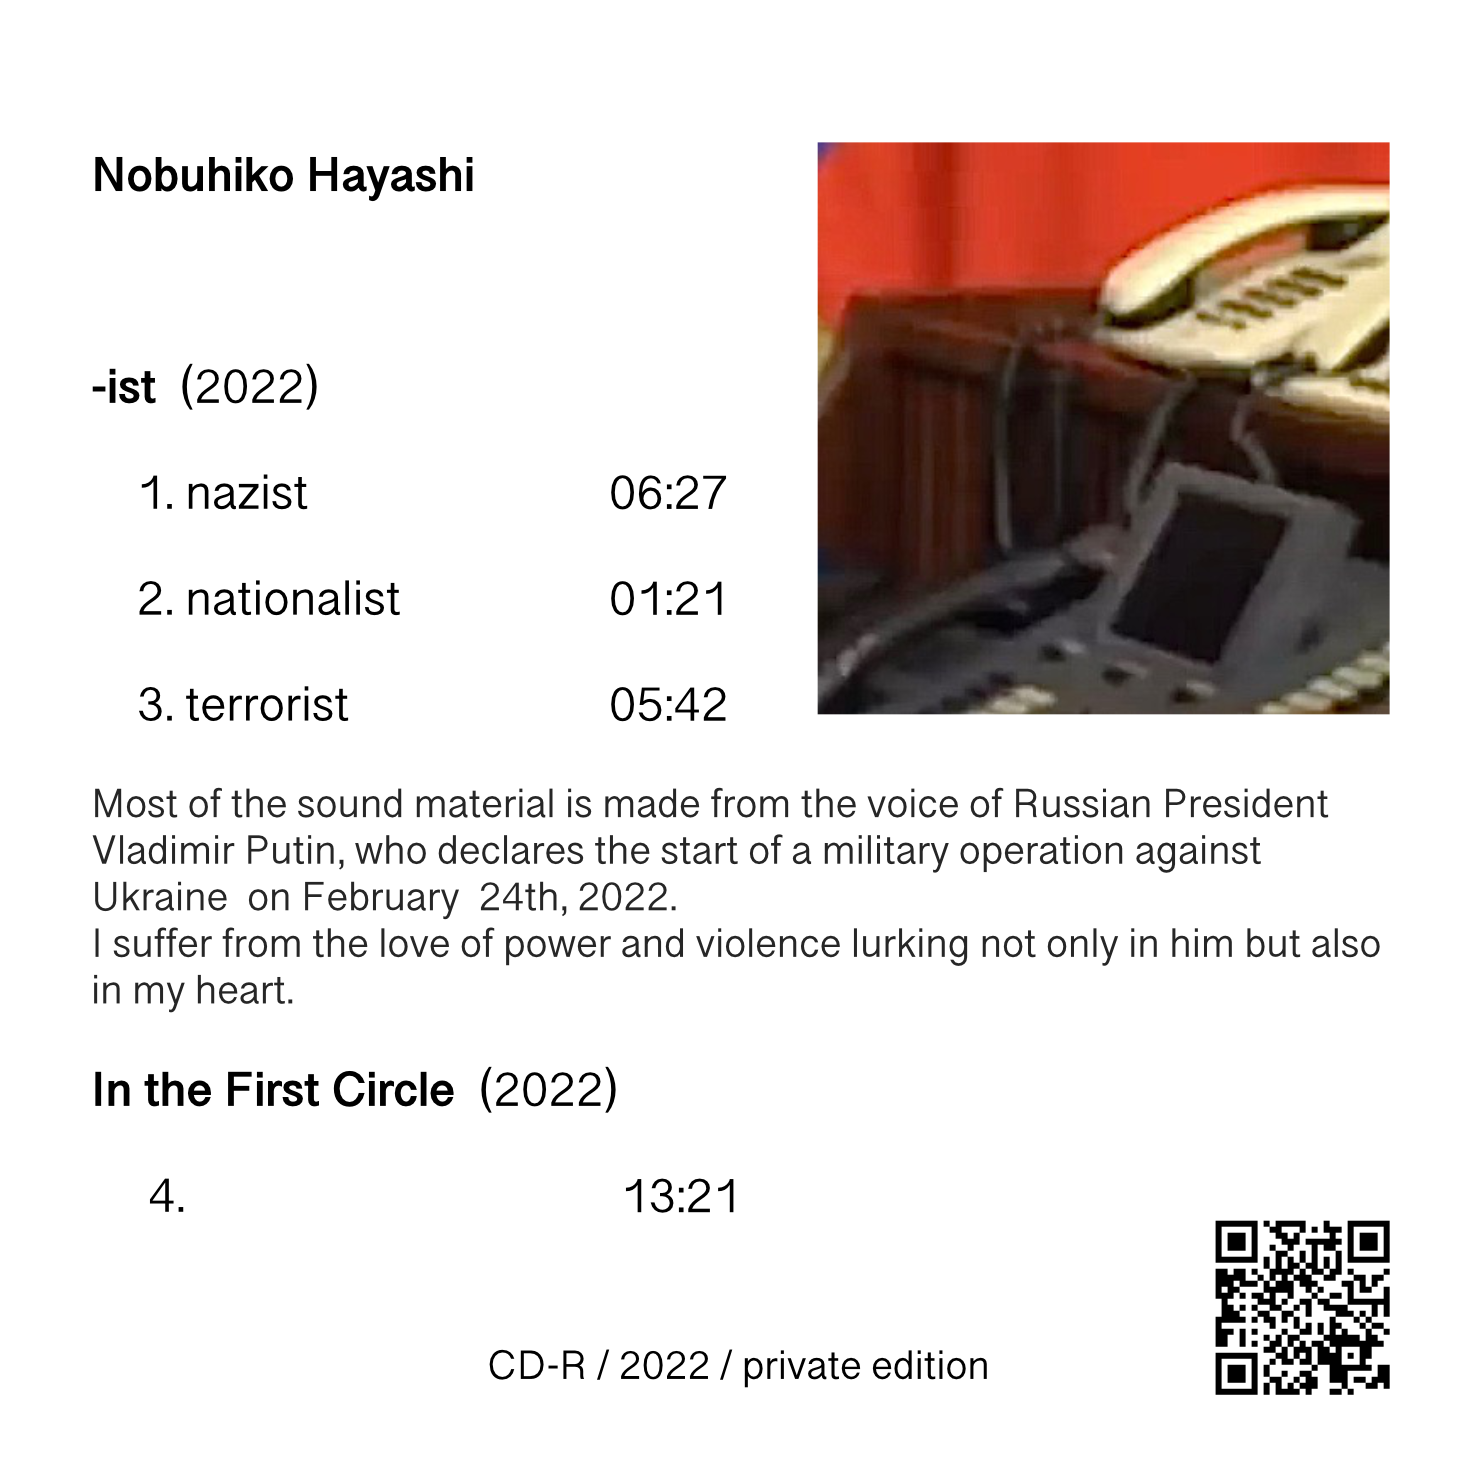 Nobuhiko Hayashi
-ist (2022)
1. nazist 06:27
2. nationalist 01:21
3. terrorist 05:42
Most of the sound material is made from the voice of Russian President
Vladimir Putin, who declares the start of a military operation against
Ukraine on February 24th, 2022.
I suffer from the love of power and violence lurking not only in him but also
in my heart.
In the First Circle (2022)
4. 13:21
CD-R / 2022 / private edition